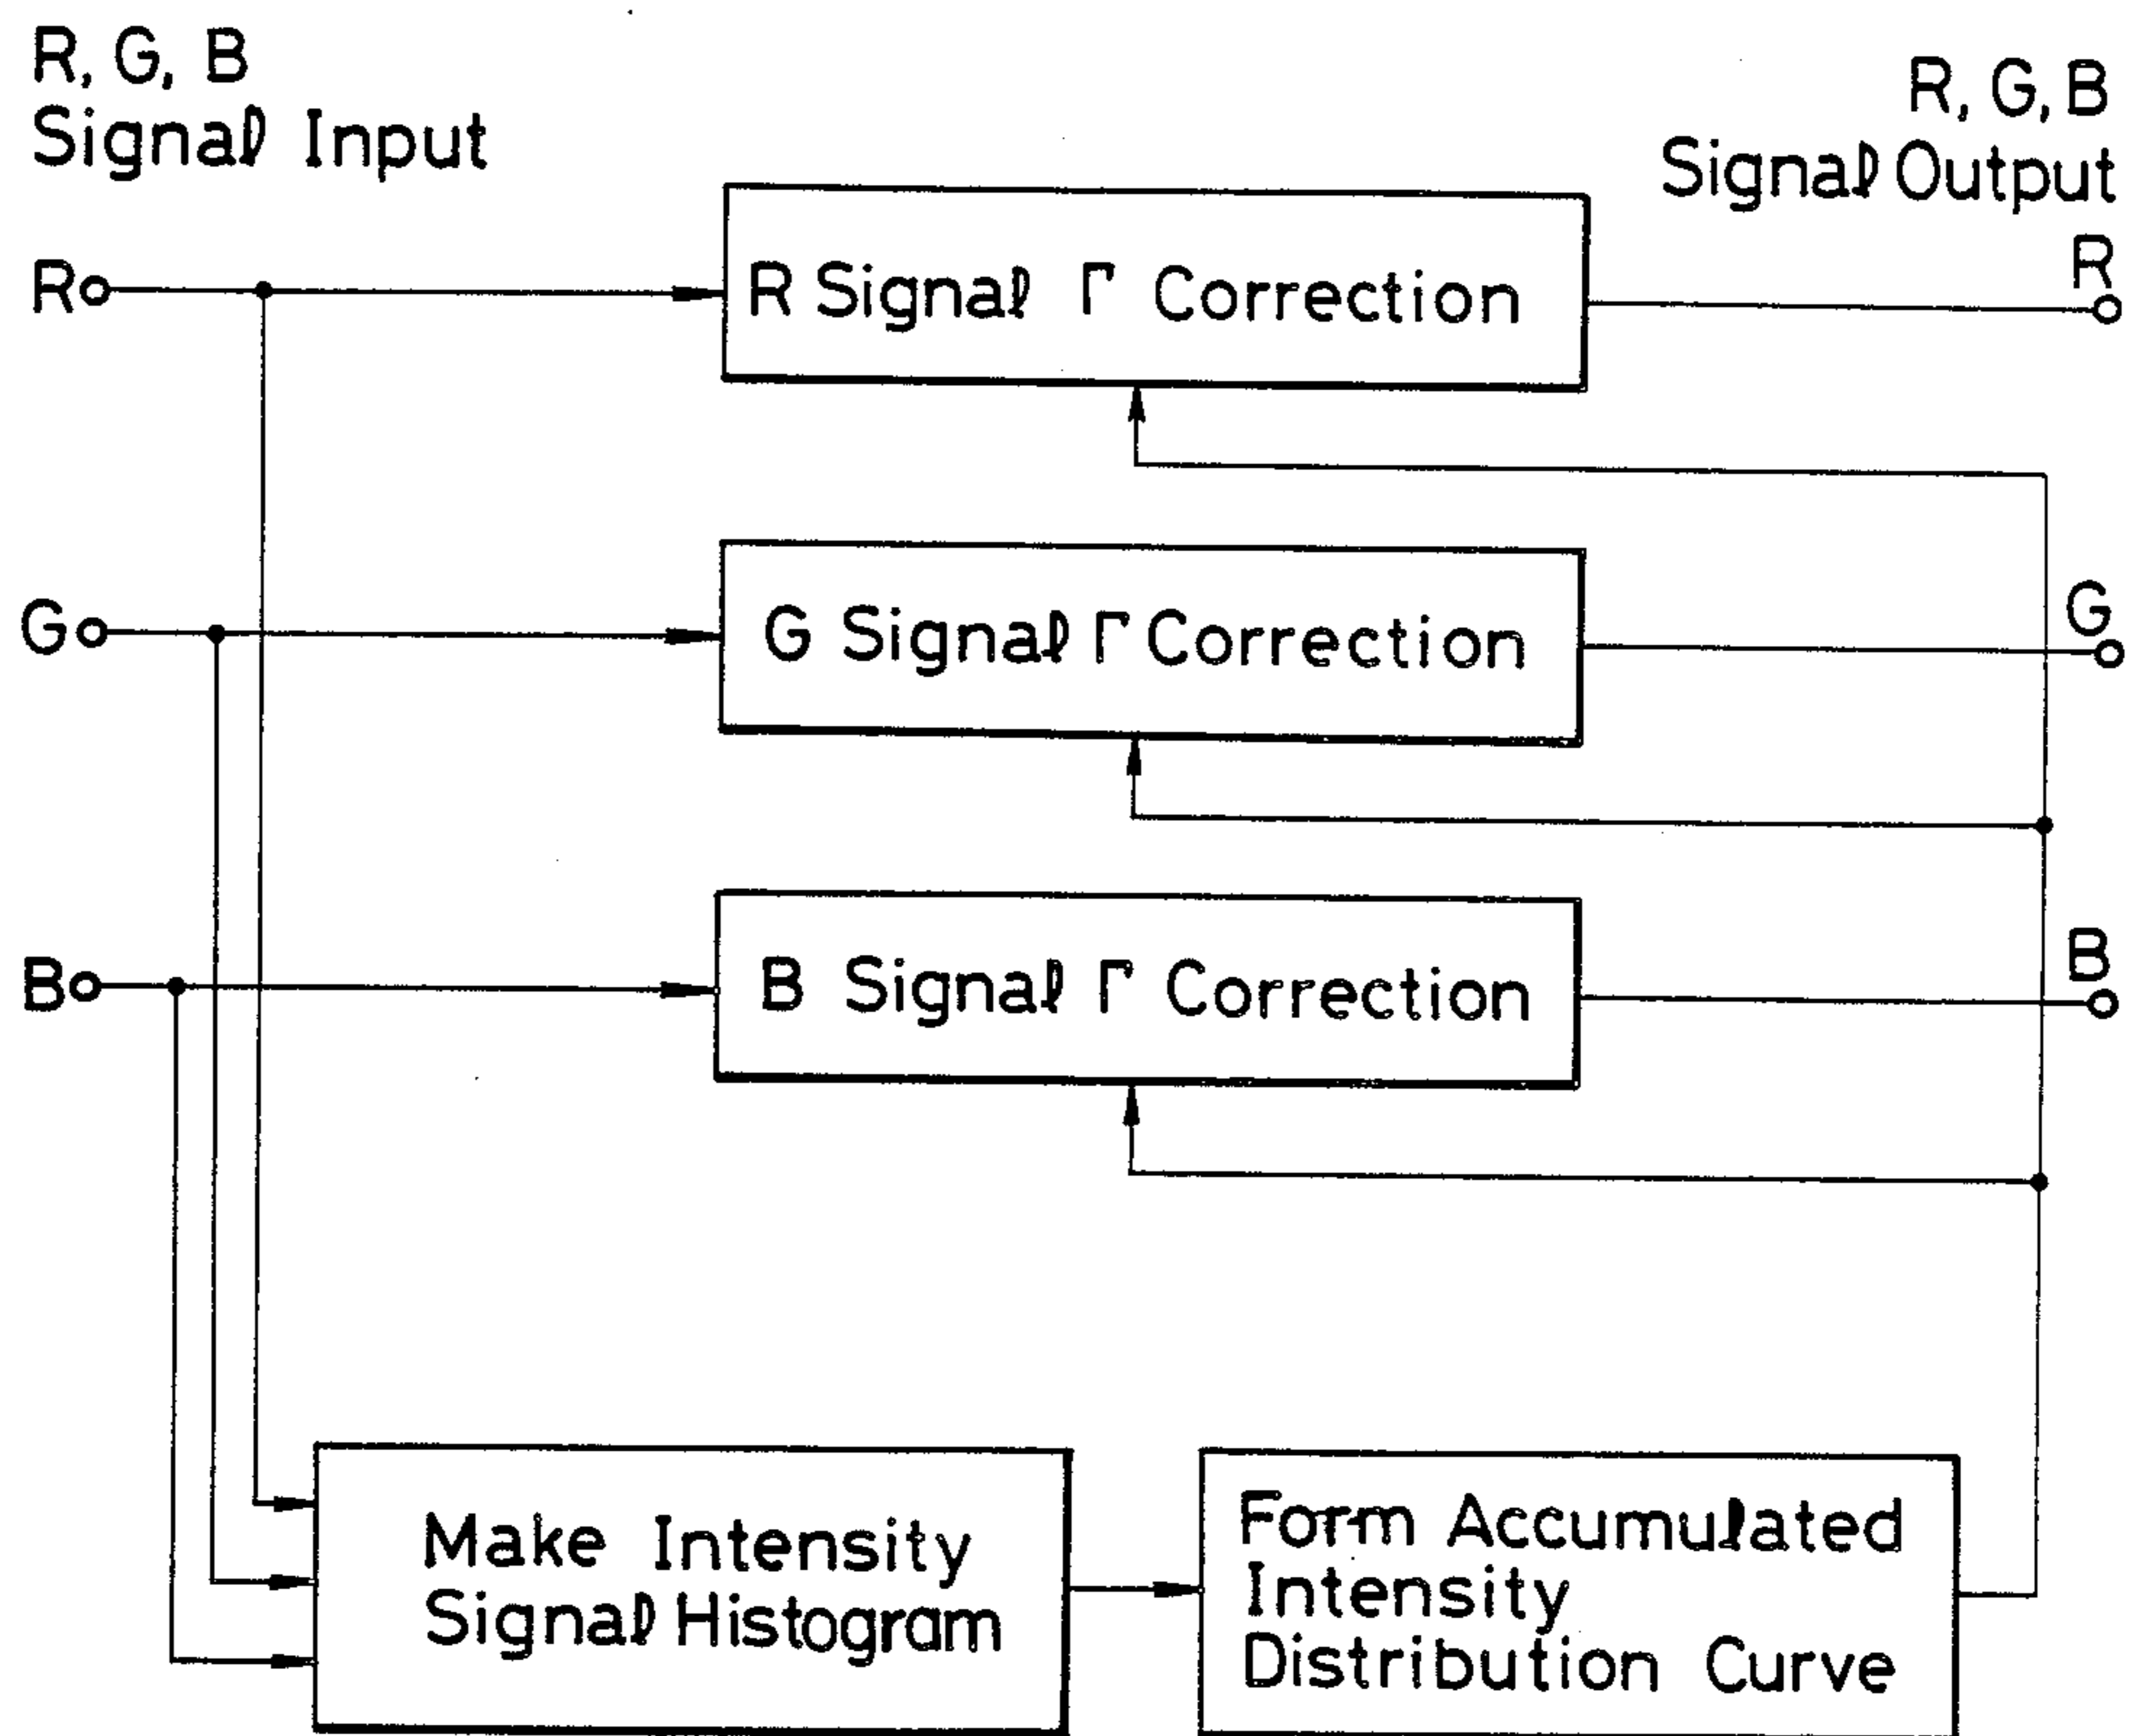 R, G, B
Signal Input
R, G, B
Signal Output
R
R Signal Γ Correction
R
G
G Signal Γ Correction
G
B
B Signal Γ Correction
B
Make Intensity
Signal Histogram
Form Accumulated
Intensity
Distribution Curve